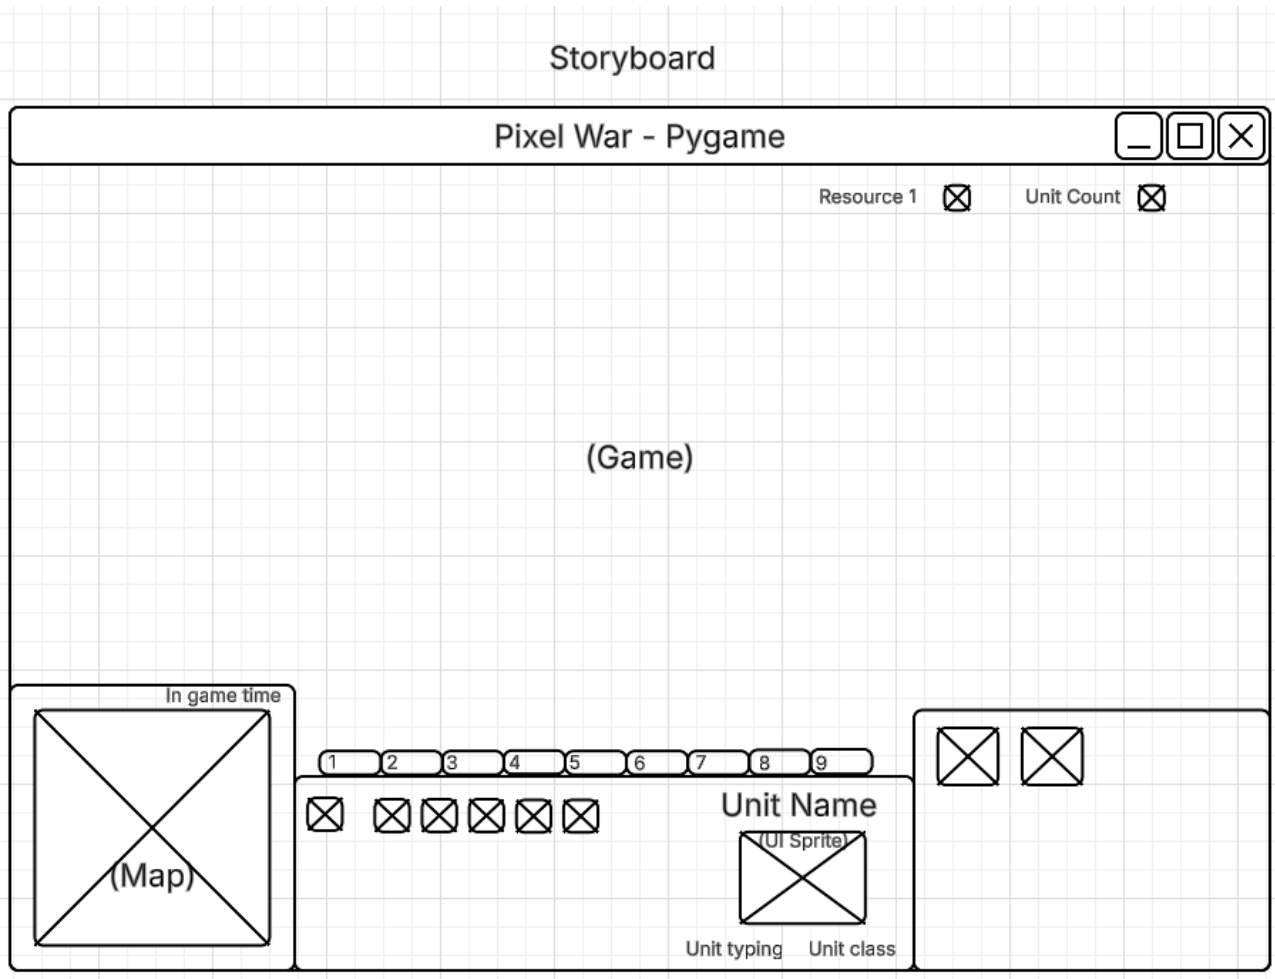 Storyboard
Pixel War - Pygame
Resource 1
Unit Count
(Game)
In game time
(Map)
1 2 3 4 5 6 7 8 9
Unit Name
(UI Sprite)
Unit typing
Unit class